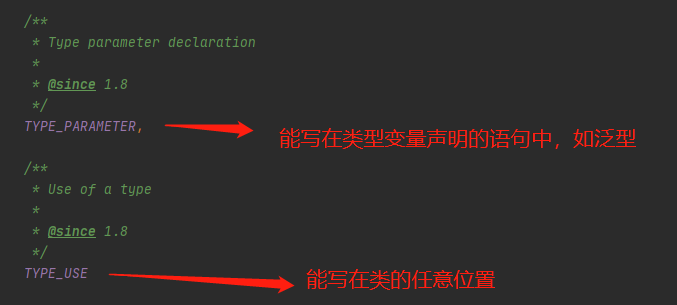 /**
* Type parameter declaration
*
* @since 1.8
*/
TYPE_PARAMETER,
能写在类型变量声明的语句中，如泛型
/**
* Use of a type
*
* @since 1.8
*/
TYPE_USE
能写在类的任意位置